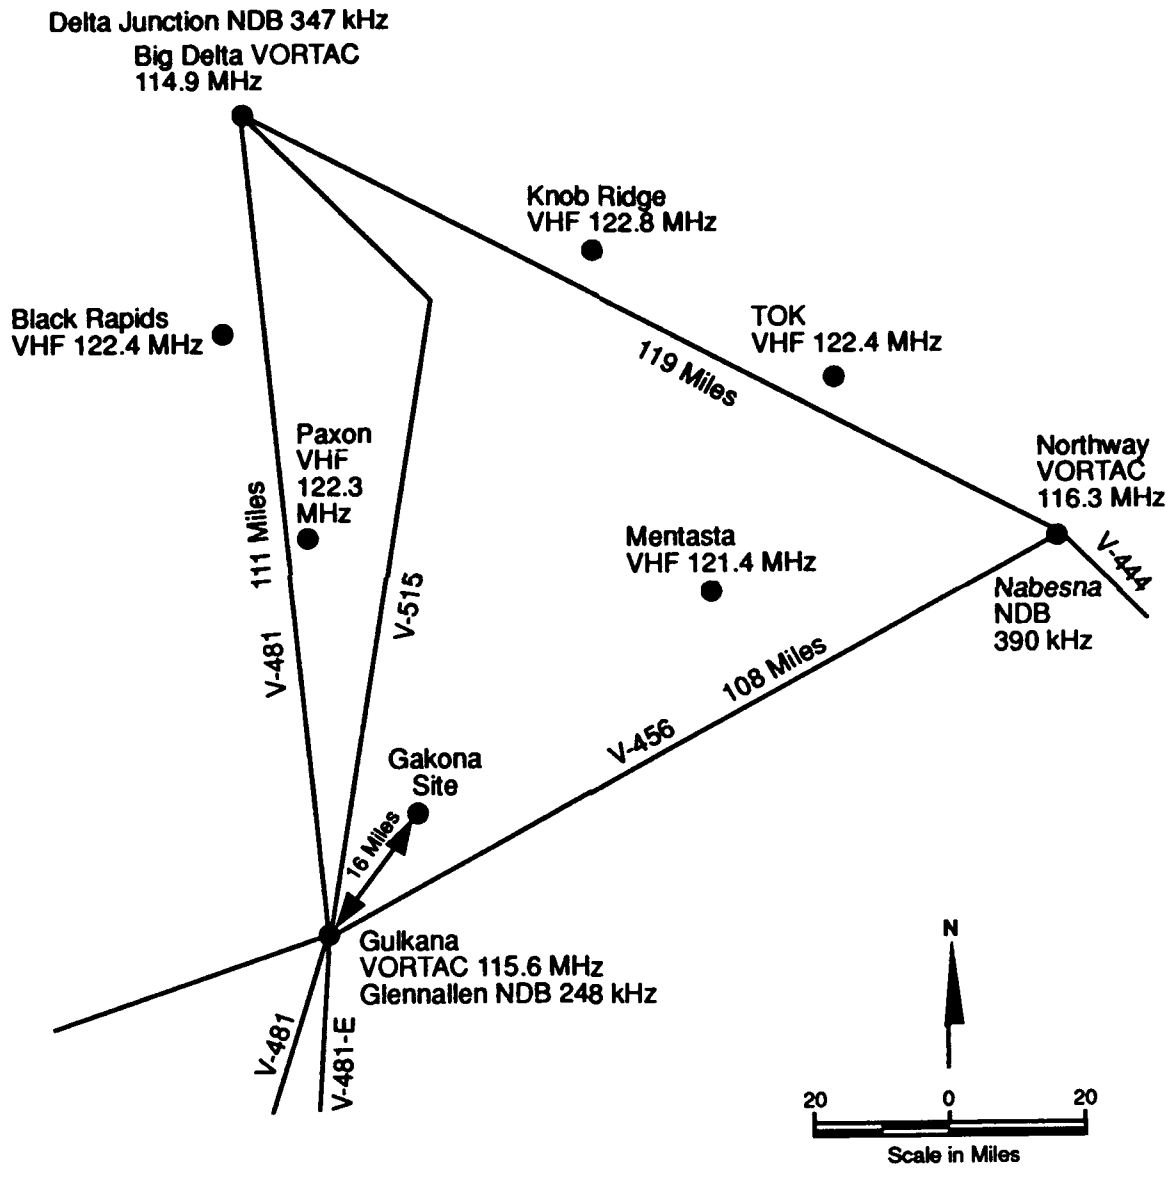 Delta Junction NDB 347 kHz
Big Delta VORTAC
114.9 MHz
Knob Ridge
VHF 122.8 MHz
Black Rapids
VHF 122.4 MHz
TOK
VHF 122.4 MHz
119 Miles
Paxon
VHF
122.3
MHz
Northway
VORTAC
116.3 MHz
111 Miles
Mentasta
VHF 121.4 MHz
V-444
V-515
Nabesna
NDB
390 kHz
V-481
108 Miles
V-456
Gakona
Site
16 Miles
Gulkana
VORTAC 115.6 MHz
Glennallen NDB 248 kHz
N
V-481
V-481-E
20 0 20
Scale in Miles